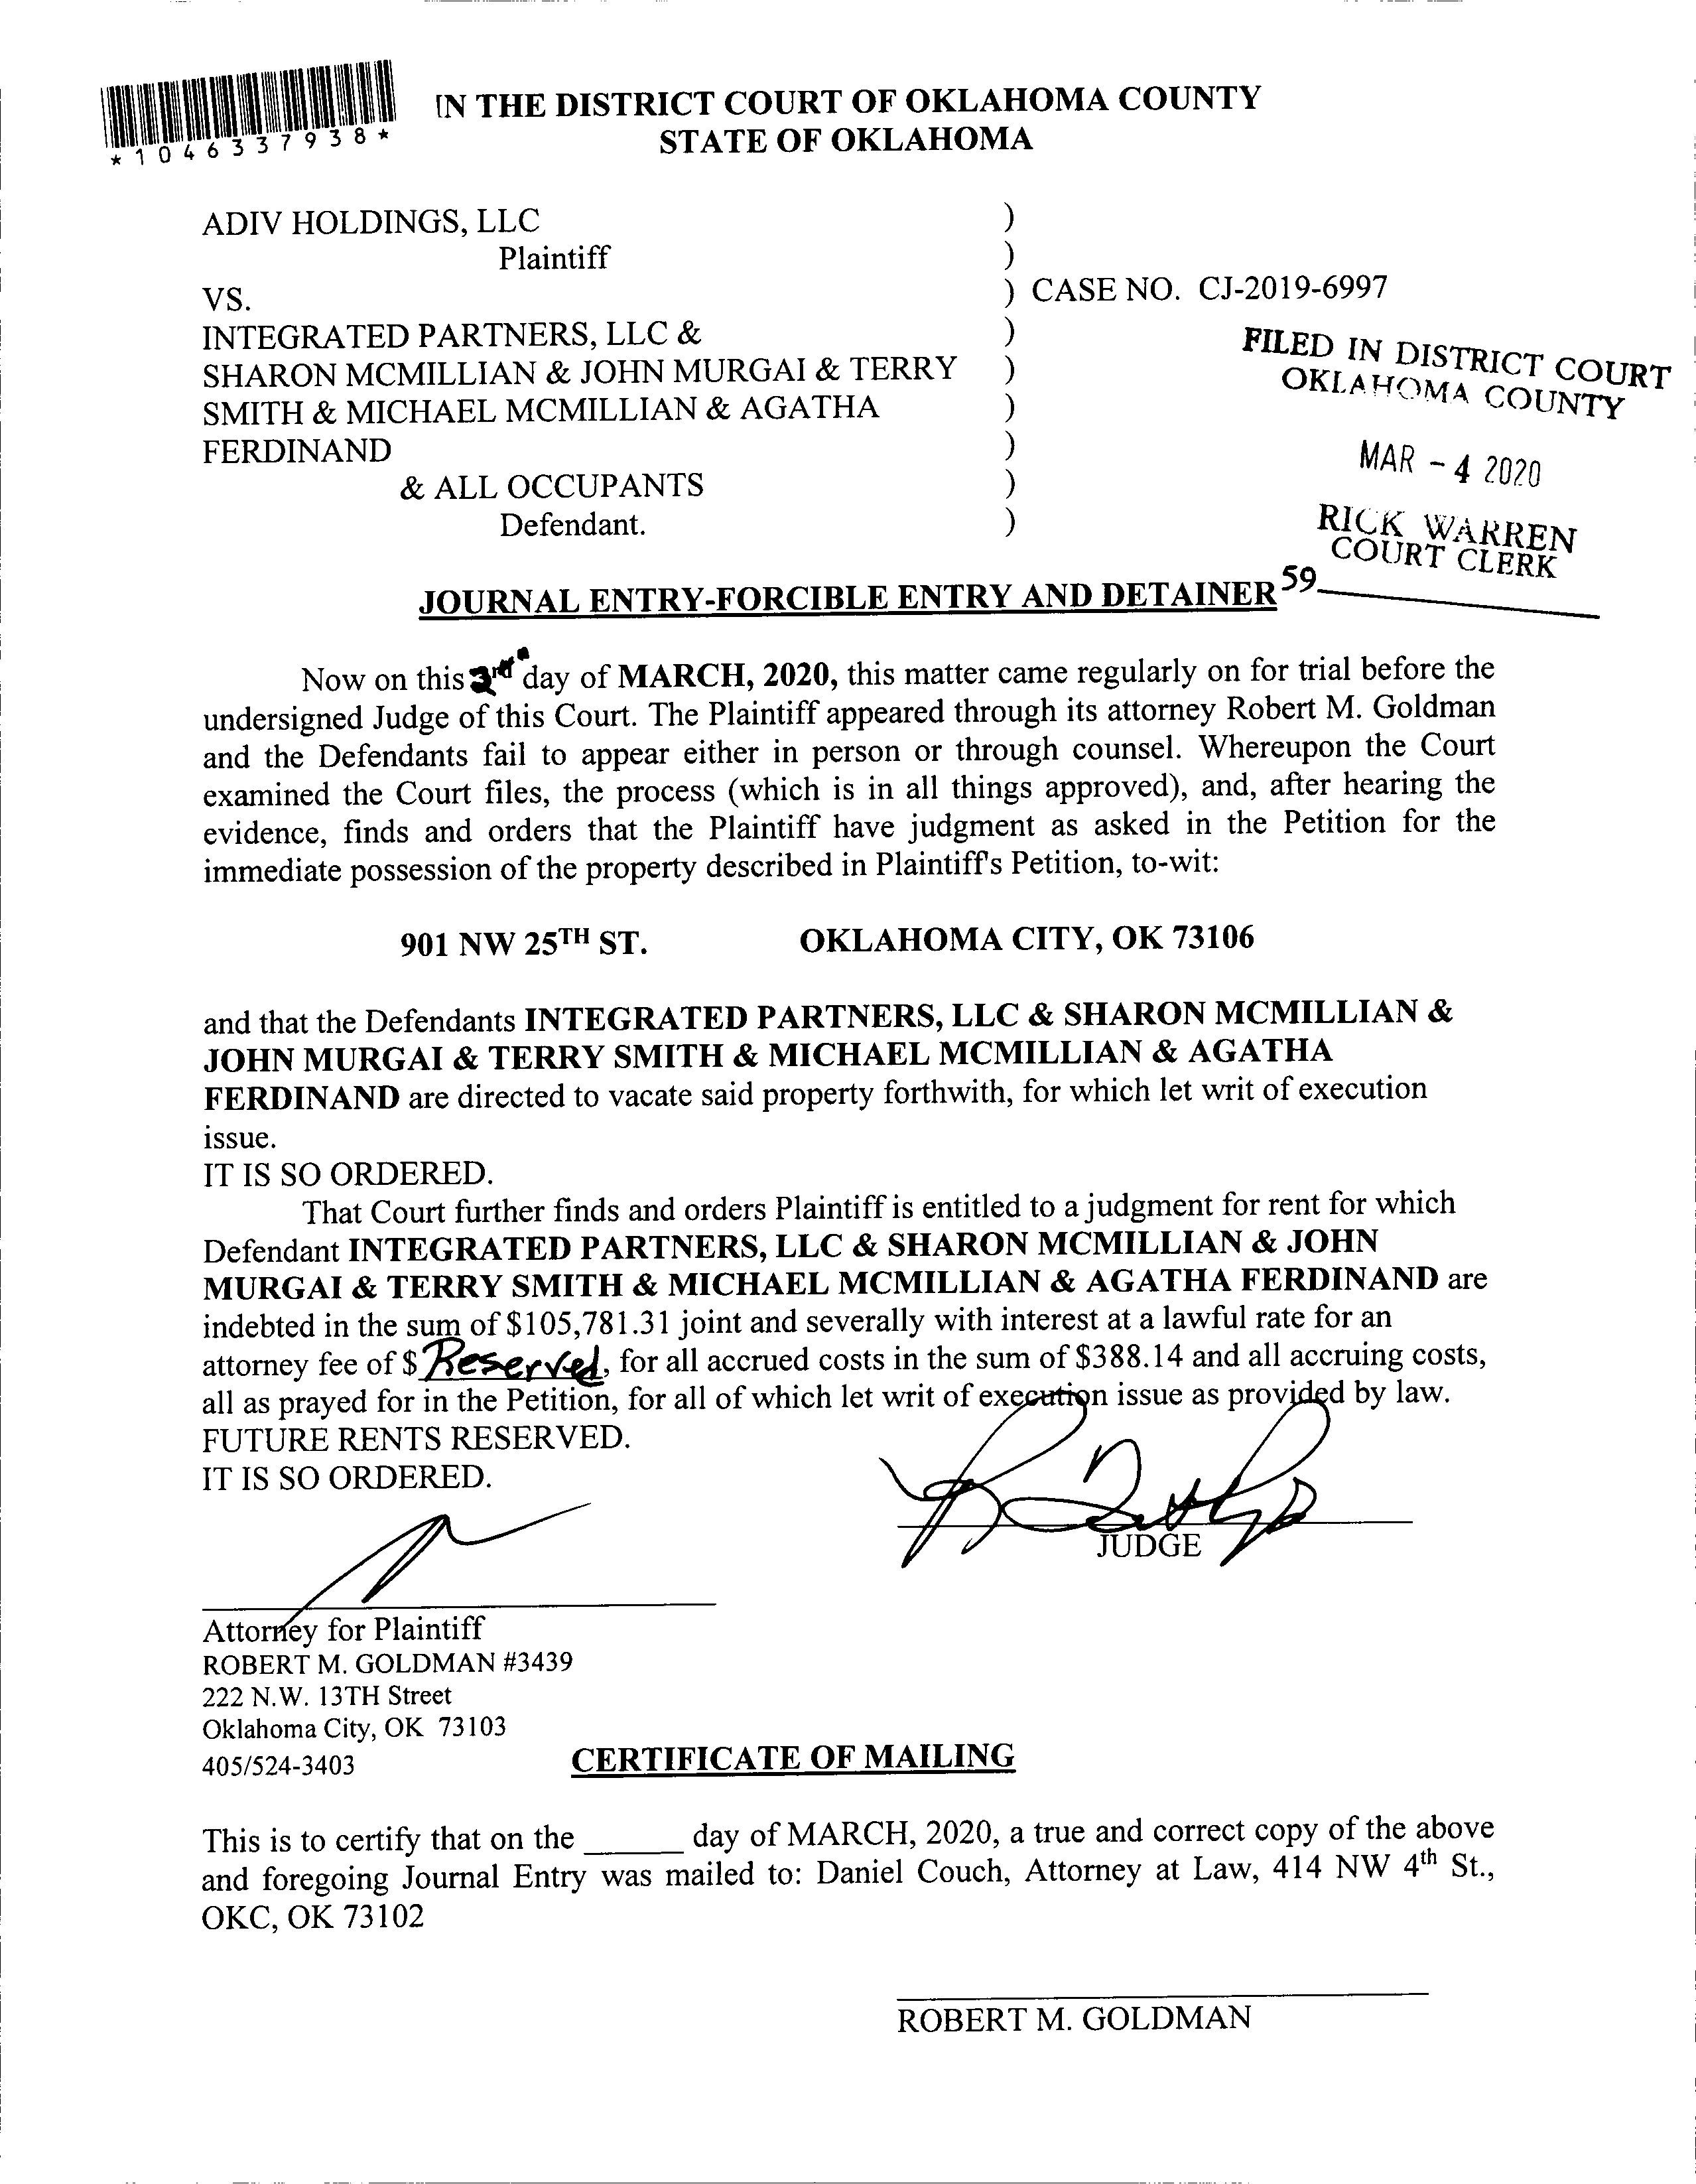 *1046337938*
IN THE DISTRICT COURT OF OKLAHOMA COUNTY
STATE OF OKLAHOMA
ADIV HOLDINGS, LLC )
Plaintiff )
VS. ) CASE NO. CJ-2019-6997
INTEGRATED PARTNERS, LLC & )
SHARON MCMILLIAN & JOHN MURGAI & TERRY )
SMITH & MICHAEL MCMILLIAN & AGATHA )
FERDINAND )
& ALL OCCUPANTS )
Defendant. )
FILED IN DISTRICT COURT
OKLAHOMA COUNTY
MAR - 4 2020
RICK WARREN
COURT CLERK
59
JOURNAL ENTRY-FORCIBLE ENTRY AND DETAINER
Now on this 3rd day of MARCH, 2020, this matter came regularly on for trial before the
undersigned Judge of this Court. The Plaintiff appeared through its attorney Robert M. Goldman
and the Defendants fail to appear either in person or through counsel. Whereupon the Court
examined the Court files, the process (which is in all things approved), and, after hearing the
evidence, finds and orders that the Plaintiff have judgment as asked in the Petition for the
immediate possession of the property described in Plaintiff's Petition, to-wit:
901 NW 25TH ST. OKLAHOMA CITY, OK 73106
and that the Defendants INTEGRATED PARTNERS, LLC & SHARON MCMILLIAN &
JOHN MURGAI & TERRY SMITH & MICHAEL MCMILLIAN & AGATHA
FERDINAND are directed to vacate said property forthwith, for which let writ of execution
issue.
IT IS SO ORDERED.
That Court further finds and orders Plaintiff is entitled to a judgment for rent for which
Defendant INTEGRATED PARTNERS, LLC & SHARON MCMILLIAN & JOHN
MURGAI & TERRY SMITH & MICHAEL MCMILLIAN & AGATHA FERDINAND are
indebted in the sum of $105,781.31 joint and severally with interest at a lawful rate for an
attorney fee of $ Reserved, for all accrued costs in the sum of $388.14 and all accruing costs,
all as prayed for in the Petition, for all of which let writ of execution issue as provided by law.
FUTURE RENTS RESERVED.
IT IS SO ORDERED.
JUDGE
Attorney for Plaintiff
ROBERT M. GOLDMAN #3439
222 N.W. 13TH Street
Oklahoma City, OK 73103
405/524-3403
CERTIFICATE OF MAILING
This is to certify that on the ______ day of MARCH, 2020, a true and correct copy of the above
and foregoing Journal Entry was mailed to: Daniel Couch, Attorney at Law, 414 NW 4th St.,
OKC, OK 73102
ROBERT M. GOLDMAN